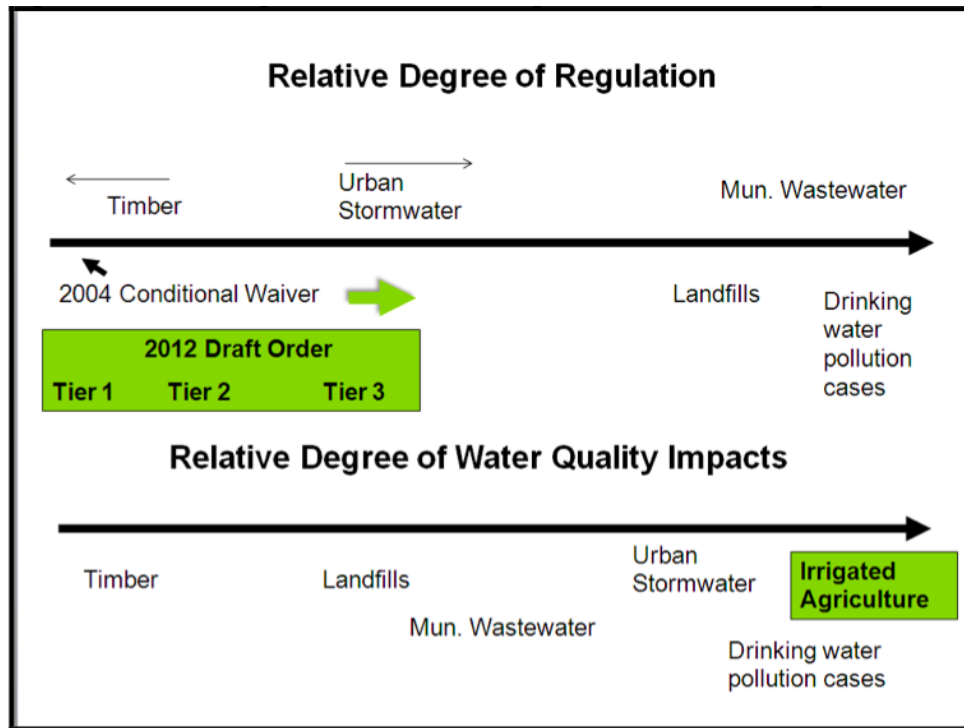 Relative Degree of Regulation
Timber
Urban
Stormwater
Mun. Wastewater
2004 Conditional Waiver
Landfills
Drinking
water
pollution
cases
2012 Draft Order
Tier 1 Tier 2 Tier 3
Relative Degree of Water Quality Impacts
Timber
Landfills
Mun. Wastewater
Urban
Stormwater
Irrigated
Agriculture
Drinking water
pollution cases